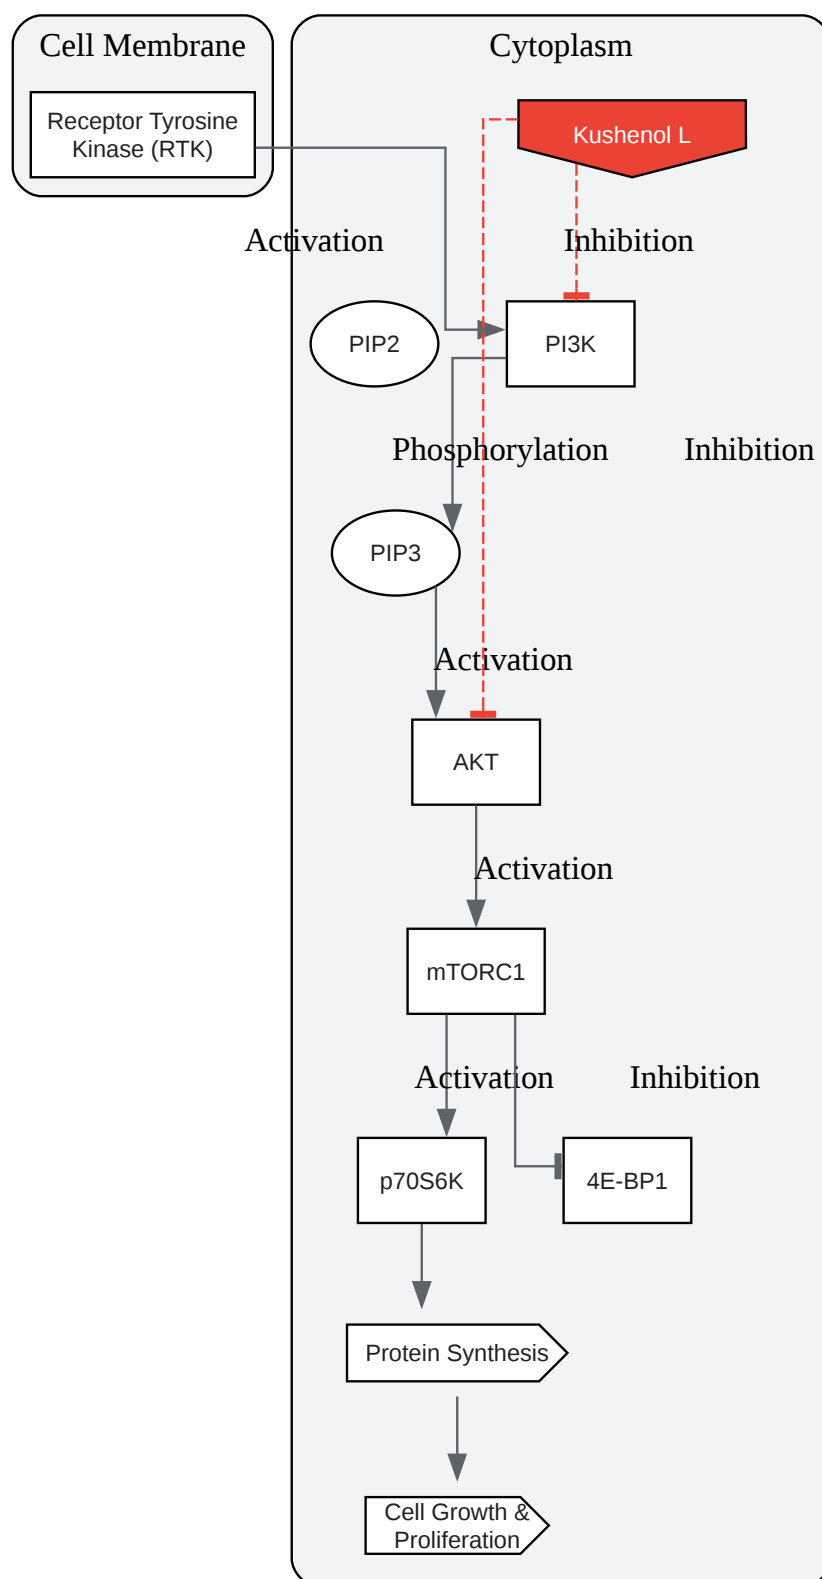 Cell Membrane
Cytoplasm
Receptor Tyrosine
Kinase (RTK)
Kushenol L
Activation
Inhibition
PIP2
PI3K
Phosphorylation
Inhibition
PIP3
Activation
AKT
Activation
mTORC1
Activation
Inhibition
p70S6K
4E-BP1
Protein Synthesis
Cell Growth &
Proliferation